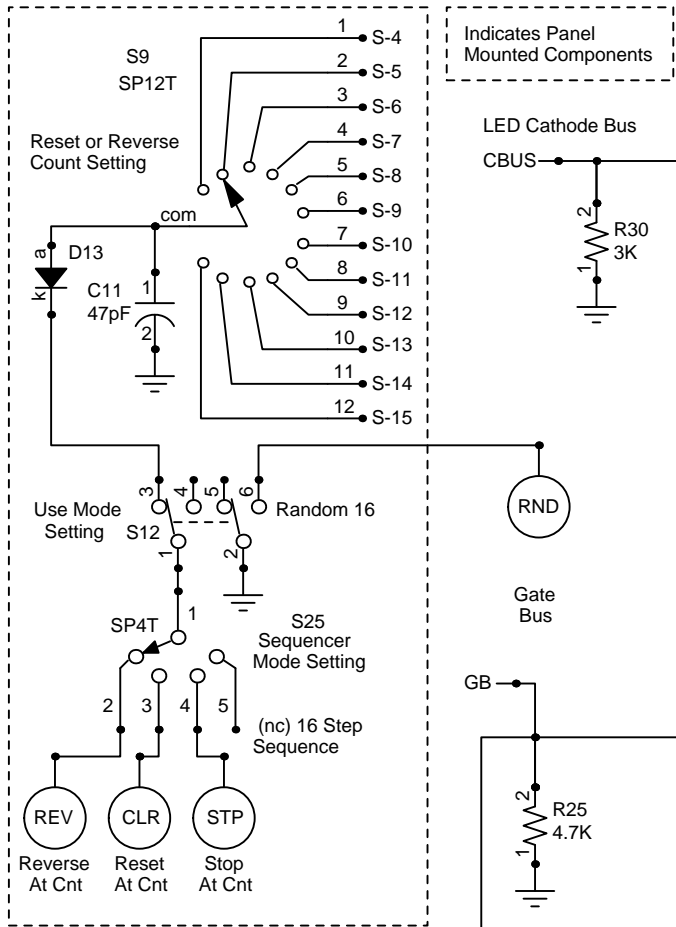 S9
SP12T
Reset or Reverse
Count Setting
1 S-4
2 S-5
3 S-6
4 S-7
5 S-8
6 S-9
7 S-10
8 S-11
9 S-12
10 S-13
11 S-14
12 S-15
com
a
D13
k
C11
47pF
1
2
Indicates Panel
Mounted Components
LED Cathode Bus
CBUS
2
R30
3K
1
Use Mode
Setting
S12
3
4
5
6
Random 16
1
2
RND
SP4T
1
S25
Sequencer
Mode Setting
2
3
4
5
(nc) 16 Step
Sequence
REV
CLR
STP
Reverse
At Cnt
Reset
At Cnt
Stop
At Cnt
Gate
Bus
GB
2
R25
4.7K
1